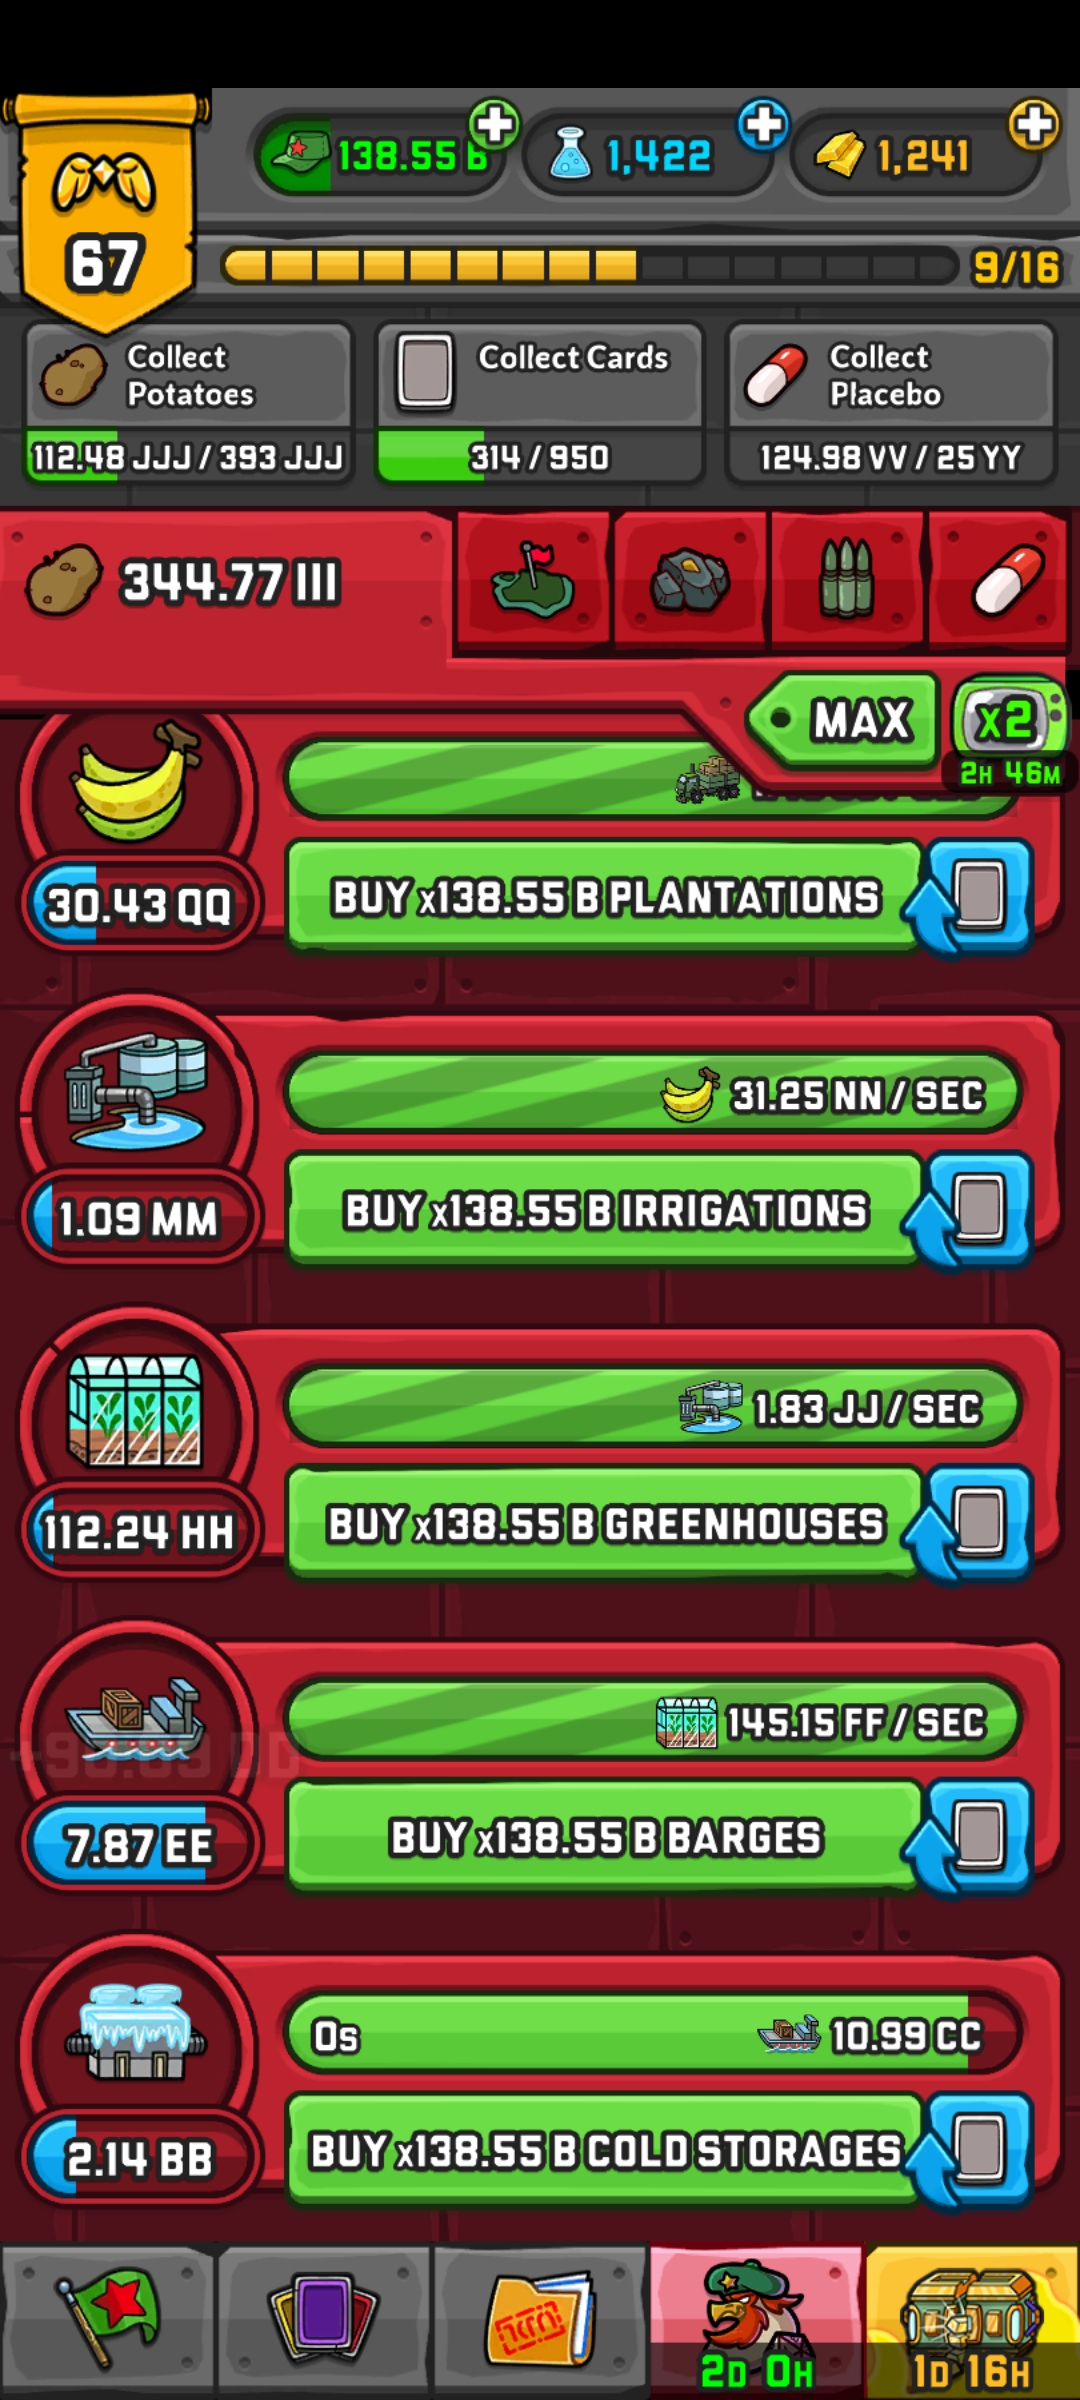 67
138.55 B
1,422
1,241
9/16
Collect
Potatoes
112.48 JJJ / 393 JJJ
Collect Cards
314 / 950
Collect
Placebo
124.98 VV / 25 YY
344.77 III
MAX
x2
2H 46M
30.43 QQ
BUY x138.55 B PLANTATIONS
31.25 NN / SEC
1.09 MM
BUY x138.55 B IRRIGATIONS
1.83 JJ / SEC
112.24 HH
BUY x138.55 B GREENHOUSES
145.15 FF / SEC
7.87 EE
BUY x138.55 B BARGES
0s
10.99 CC
2.14 BB
BUY x138.55 B COLD STORAGES
2D 0H
1D 16H